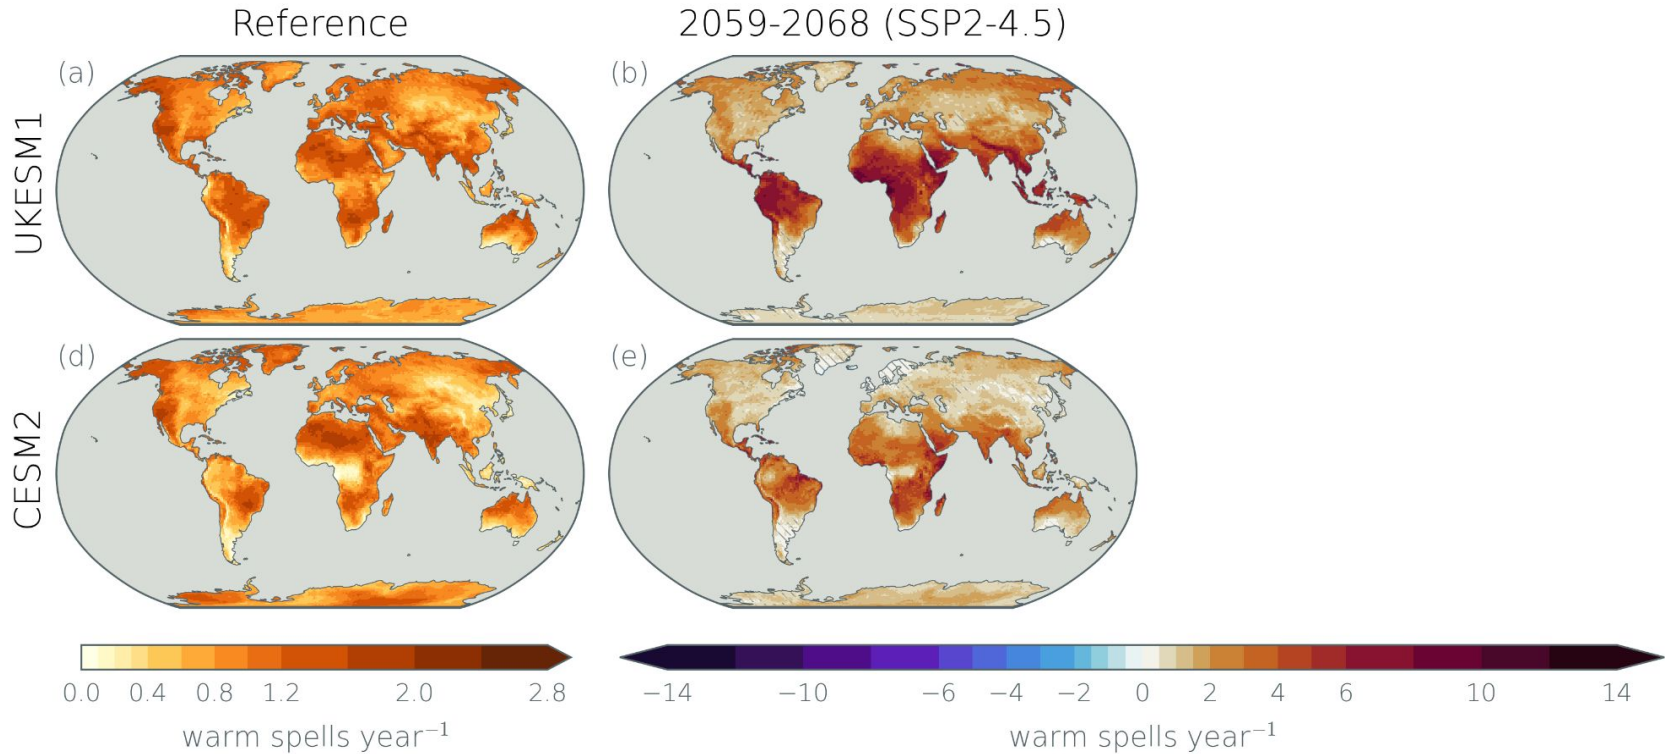 Reference
2059-2068 (SSP2-4.5)
(a)
(b)
UKESM1
(d)
(e)
CESM2
0.0 0.4 0.8 1.2 2.0 2.8
−14 −10 −6 −4 −2 0 2 4 6 10 14
warm spells year⁻¹
warm spells year⁻¹